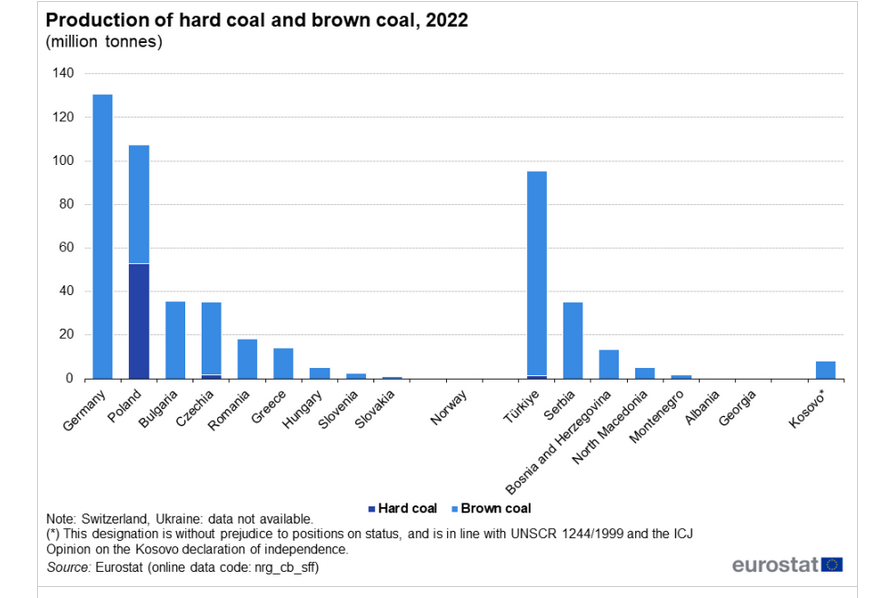 Production of hard coal and brown coal, 2022
(million tonnes)
140
120
100
80
60
40
20
0
Germany
Poland
Bulgaria
Czechia
Romania
Greece
Hungary
Slovenia
Slovakia
Norway
Türkiye
Serbia
Bosnia and Herzegovina
North Macedonia
Montenegro
Albania
Georgia
Kosovo*
Hard coal Brown coal
Note: Switzerland, Ukraine: data not available.
(*) This designation is without prejudice to positions on status, and is in line with UNSCR 1244/1999 and the ICJ
Opinion on the Kosovo declaration of independence.
Source: Eurostat (online data code: nrg_cb_sff)
eurostat